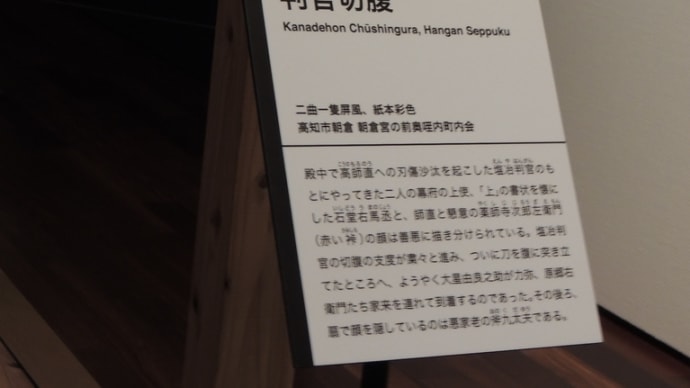 判官切腹
Kanadehon Chūshingura, Hangan Seppuku
二曲一隻屏風、紙本彩色
高知市朝倉 朝倉宮の前奥咥内町内会
殿中で高師直への刃傷沙汰を起こした塩冶判官のも
とにやってきた二人の幕府の上使、「上」の書状を懐に
した石堂右馬丞と、師直と懇意の薬師寺次郎左衛門
(赤い裃)の顔は善悪に描き分けられている。塩冶判
官の切腹の支度が粛々と進み、ついに刀を腹に突き立
てたところへ、ようやく大星由良之助が力弥、原郷右
衛門たち家来を連れて到着するのであった。その後ろ、
扇で顔を隠しているのは悪家老の斧九太夫である。